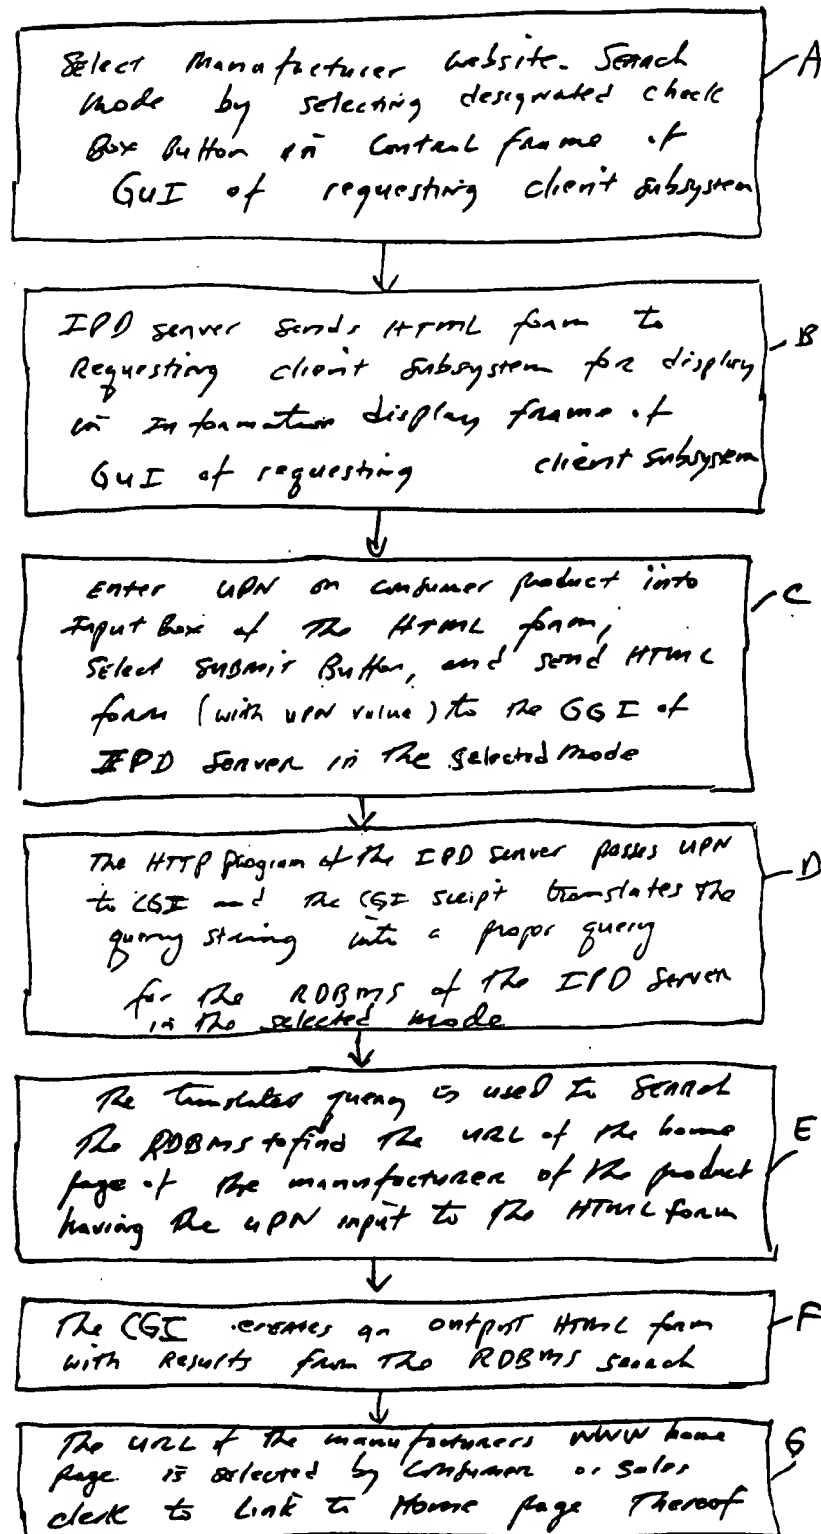 Select Manufacturer Website-Search
Mode by selecting designated check
Box Button in Control frame of
GUI of requesting client subsystem
A
IPD server sends HTML form to
Requesting client subsystem for display
in Information display frame of
GUI of requesting client subsystem
B
Enter UPN on consumer product into
Input Box of the HTML form,
Select SUBMIT Button, and send HTML
form (with UPN value) to the GGI of
IPD Server in the selected mode
C
The HTTP program of the IPD server passes UPN
to CGI and the CGI script translates the
query string into a proper query
for the RDBMS of the IPD Server
in the selected mode
D
The translated query is used to search
the RDBMS to find the URL of the home
page of the manufacturer of the product
having the UPN input to the HTML form
E
The CGI creates an output HTML form
with Results from the RDBMS search
F
The URL of the manufacturers WWW home
page is selected by Consumer or Sales
clerk to Link to Home page Thereof
G